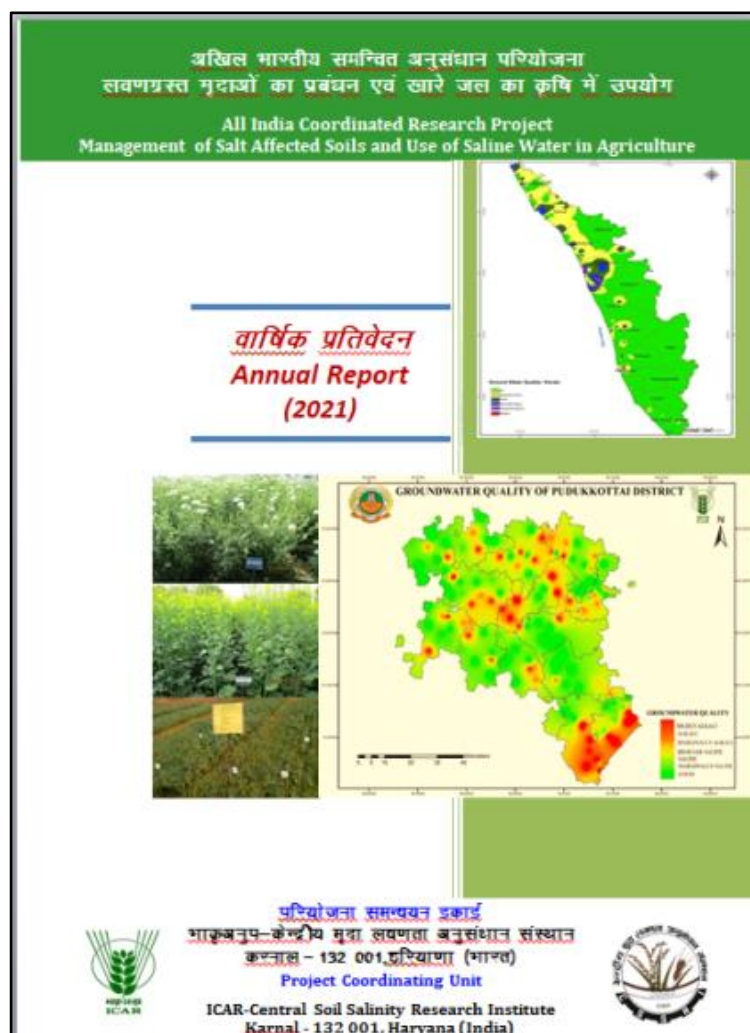 अखिल भारतीय समन्वित अनुसंधान परियोजना
लवणग्रस्त मृदाओं का प्रबंधन एवं खारे जल का कृषि में उपयोग
All India Coordinated Research Project
Management of Salt Affected Soils and Use of Saline Water in Agriculture
वार्षिक प्रतिवेदन
Annual Report
(2021)
GROUNDWATER QUALITY OF PUDUKKOTTAI DISTRICT
N
GROUNDWATER QUALITY
परियोजना समन्वयन इकाई
भाकृअनुप–केन्द्रीय मृदा लवणता अनुसंधान संस्थान
करनाल – 132 001, हरियाणा (भारत)
Project Coordinating Unit
ICAR-Central Soil Salinity Research Institute
Karnal - 132 001, Haryana (India)
ICAR